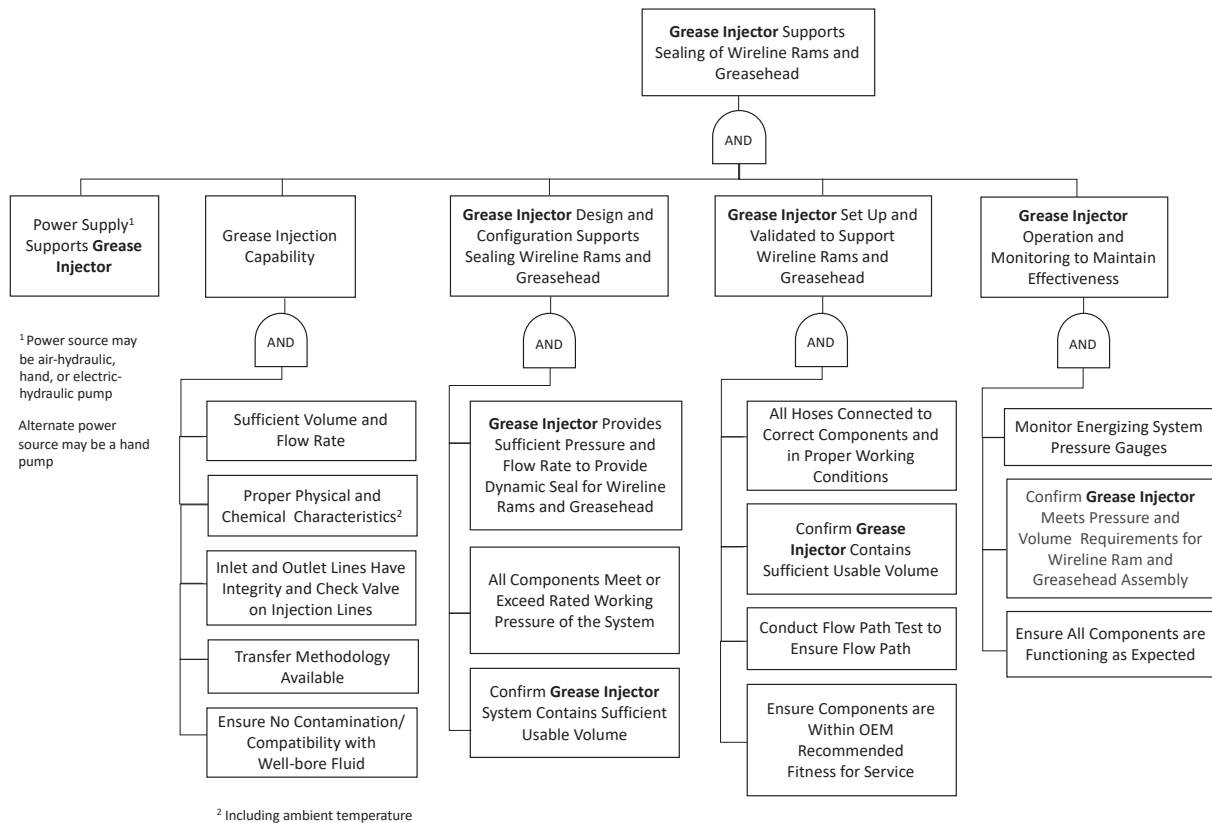 Grease Injector Supports
Sealing of Wireline Rams and
Greasehead
AND
Power Supply¹
Supports Grease
Injector
Grease Injection
Capability
Grease Injector Design and
Configuration Supports
Sealing Wireline Rams and
Greasehead
Grease Injector Set Up and
Validated to Support
Wireline Rams and
Greasehead
Grease Injector
Operation and
Monitoring to Maintain
Effectiveness
¹ Power source may
be air-hydraulic,
hand, or electric-
hydraulic pump
Alternate power
source may be a hand
pump
AND
Sufficient Volume and
Flow Rate
Proper Physical and
Chemical Characteristics²
Inlet and Outlet Lines Have
Integrity and Check Valve
on Injection Lines
Transfer Methodology
Available
Ensure No Contamination/
Compatibility with
Well-bore Fluid
AND
Grease Injector Provides
Sufficient Pressure and
Flow Rate to Provide
Dynamic Seal for Wireline
Rams and Greasehead
All Components Meet or
Exceed Rated Working
Pressure of the System
Confirm Grease Injector
System Contains Sufficient
Usable Volume
AND
All Hoses Connected to
Correct Components and
in Proper Working
Conditions
Confirm Grease
Injector Contains
Sufficient Usable Volume
Conduct Flow Path Test to
Ensure Flow Path
Ensure Components are
Within OEM
Recommended
Fitness for Service
AND
Monitor Energizing System
Pressure Gauges
Confirm Grease Injector
Meets Pressure and
Volume Requirements for
Wireline Ram and
Greasehead Assembly
Ensure All Components are
Functioning as Expected
² Including ambient temperature